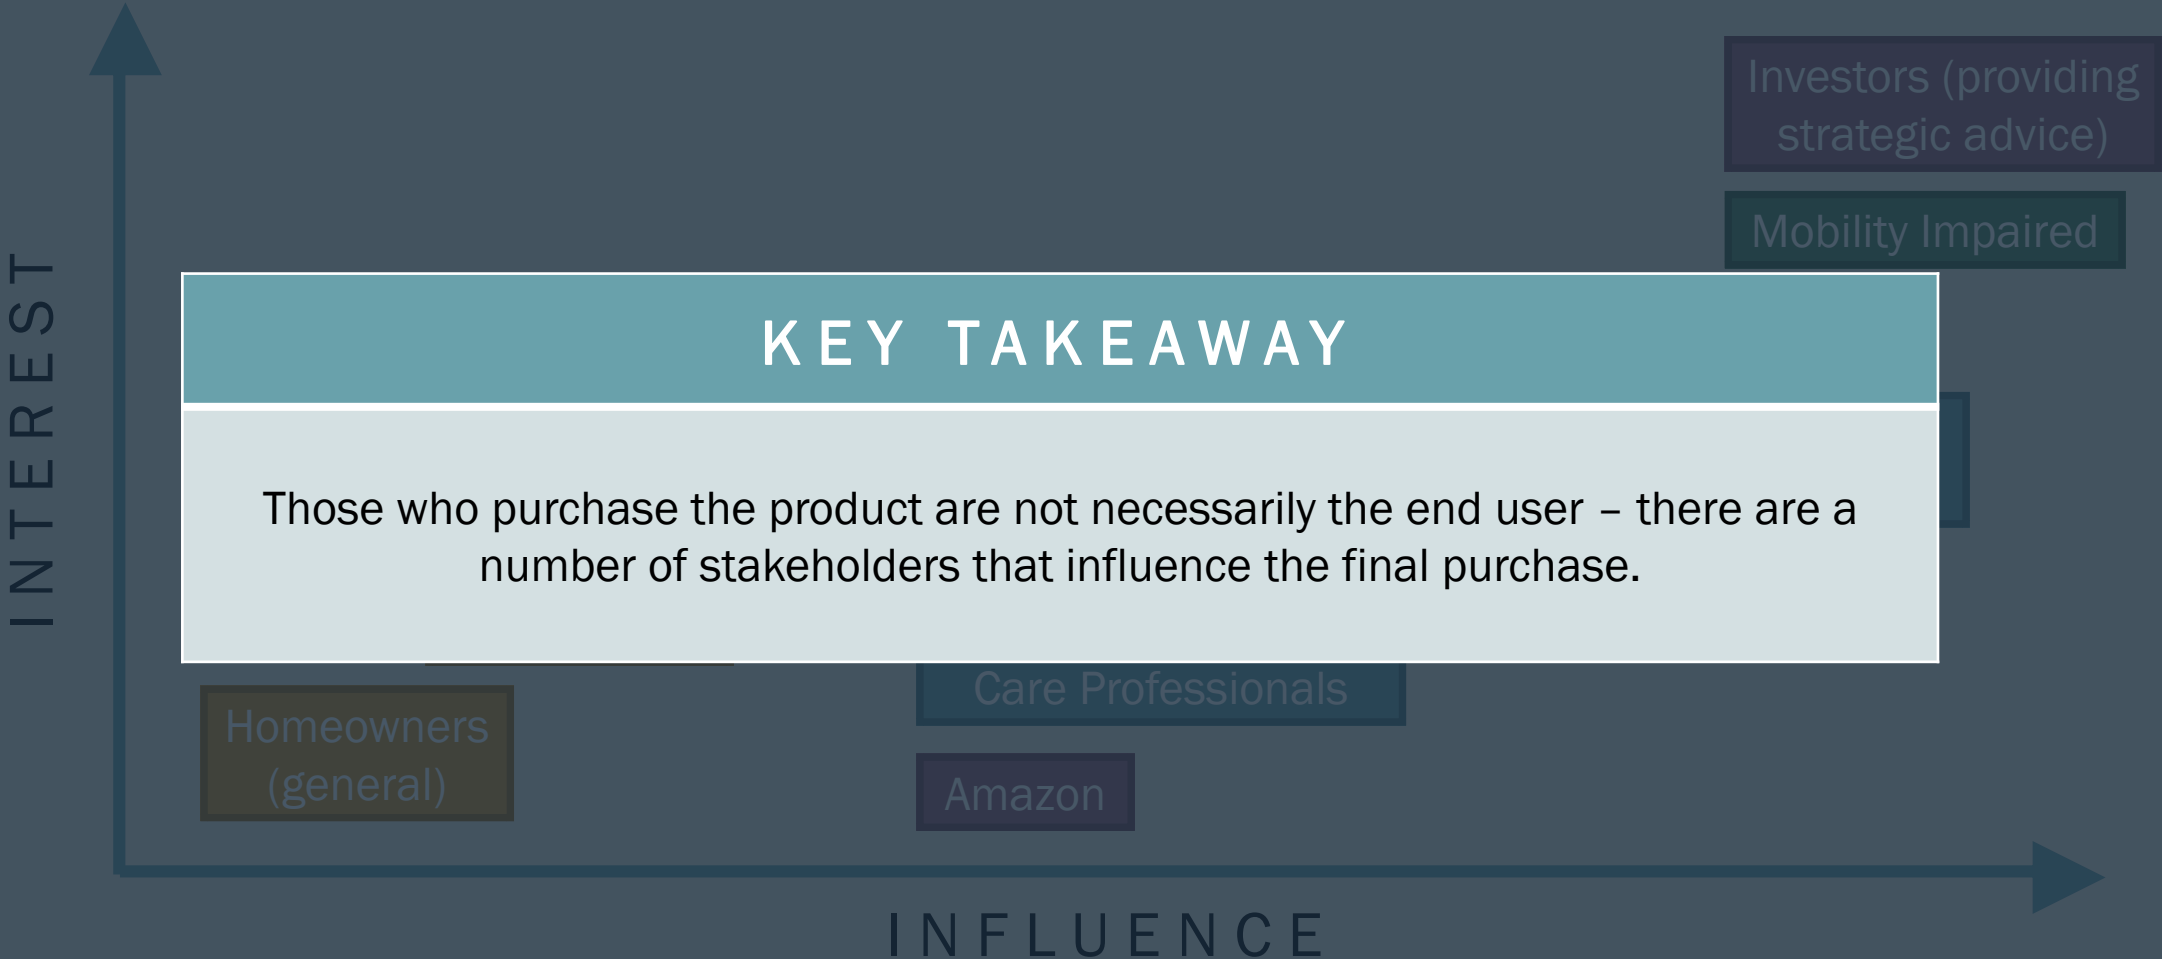 Investors (providing
strategic advice)
Mobility Impaired
INTEREST
KEY TAKEAWAY
Those who purchase the product are not necessarily the end user – there are a
number of stakeholders that influence the final purchase.
Care Professionals
Homeowners
(general)
Amazon
INFLUENCE